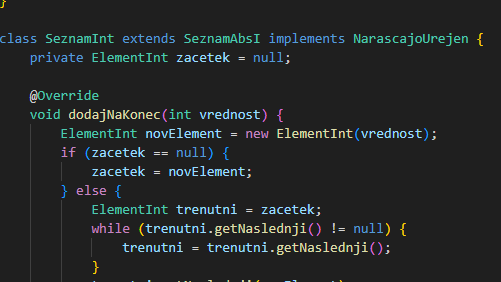 }
class SeznamInt extends SeznamAbsI implements NarascajoUrejen {
    private ElementInt zacetek = null;
    @Override
    void dodajNaKonec(int vrednost) {
        ElementInt novElement = new ElementInt(vrednost);
        if (zacetek == null) {
            zacetek = novElement;
        } else {
            ElementInt trenutni = zacetek;
            while (trenutni.getNaslednji() != null) {
                trenutni = trenutni.getNaslednji();
            }